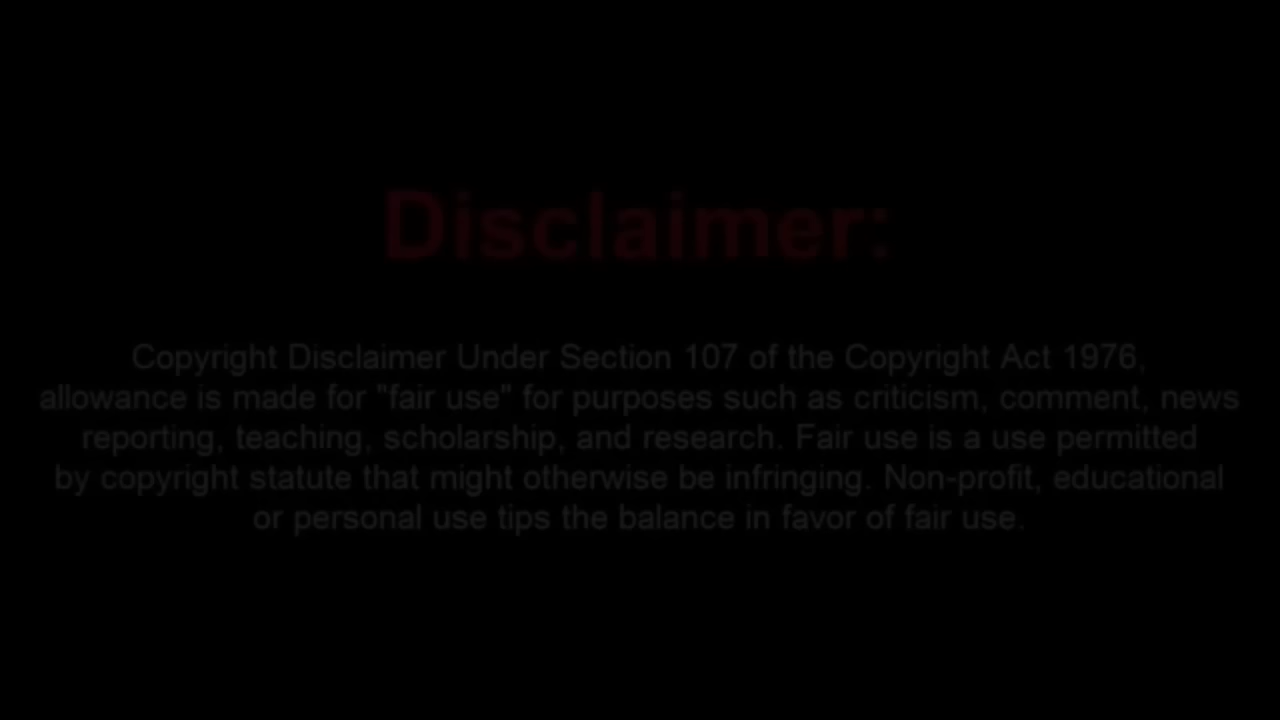 Disclaimer:
Copyright Disclaimer Under Section 107 of the Copyright Act 1976,
allowance is made for "fair use" for purposes such as criticism, comment, news
reporting, teaching, scholarship, and research. Fair use is a use permitted
by copyright statute that might otherwise be infringing. Non-profit, educational
or personal use tips the balance in favor of fair use.